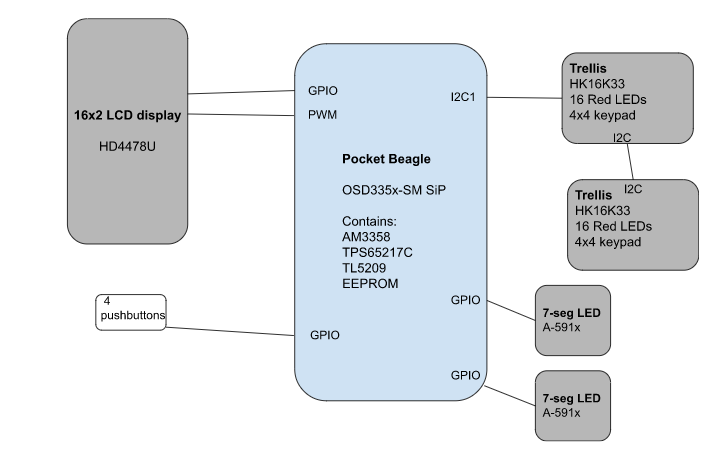 16x2 LCD display
HD4478U
GPIO
PWM
I2C1
Pocket Beagle
OSD335x-SM SiP
Contains:
AM3358
TPS65217C
TL5209
EEPROM
GPIO
GPIO
GPIO
4
pushbuttons
Trellis
HK16K33
16 Red LEDs
4x4 keypad
I2C
I2C
Trellis
HK16K33
16 Red LEDs
4x4 keypad
7-seg LED
A-591x
7-seg LED
A-591x